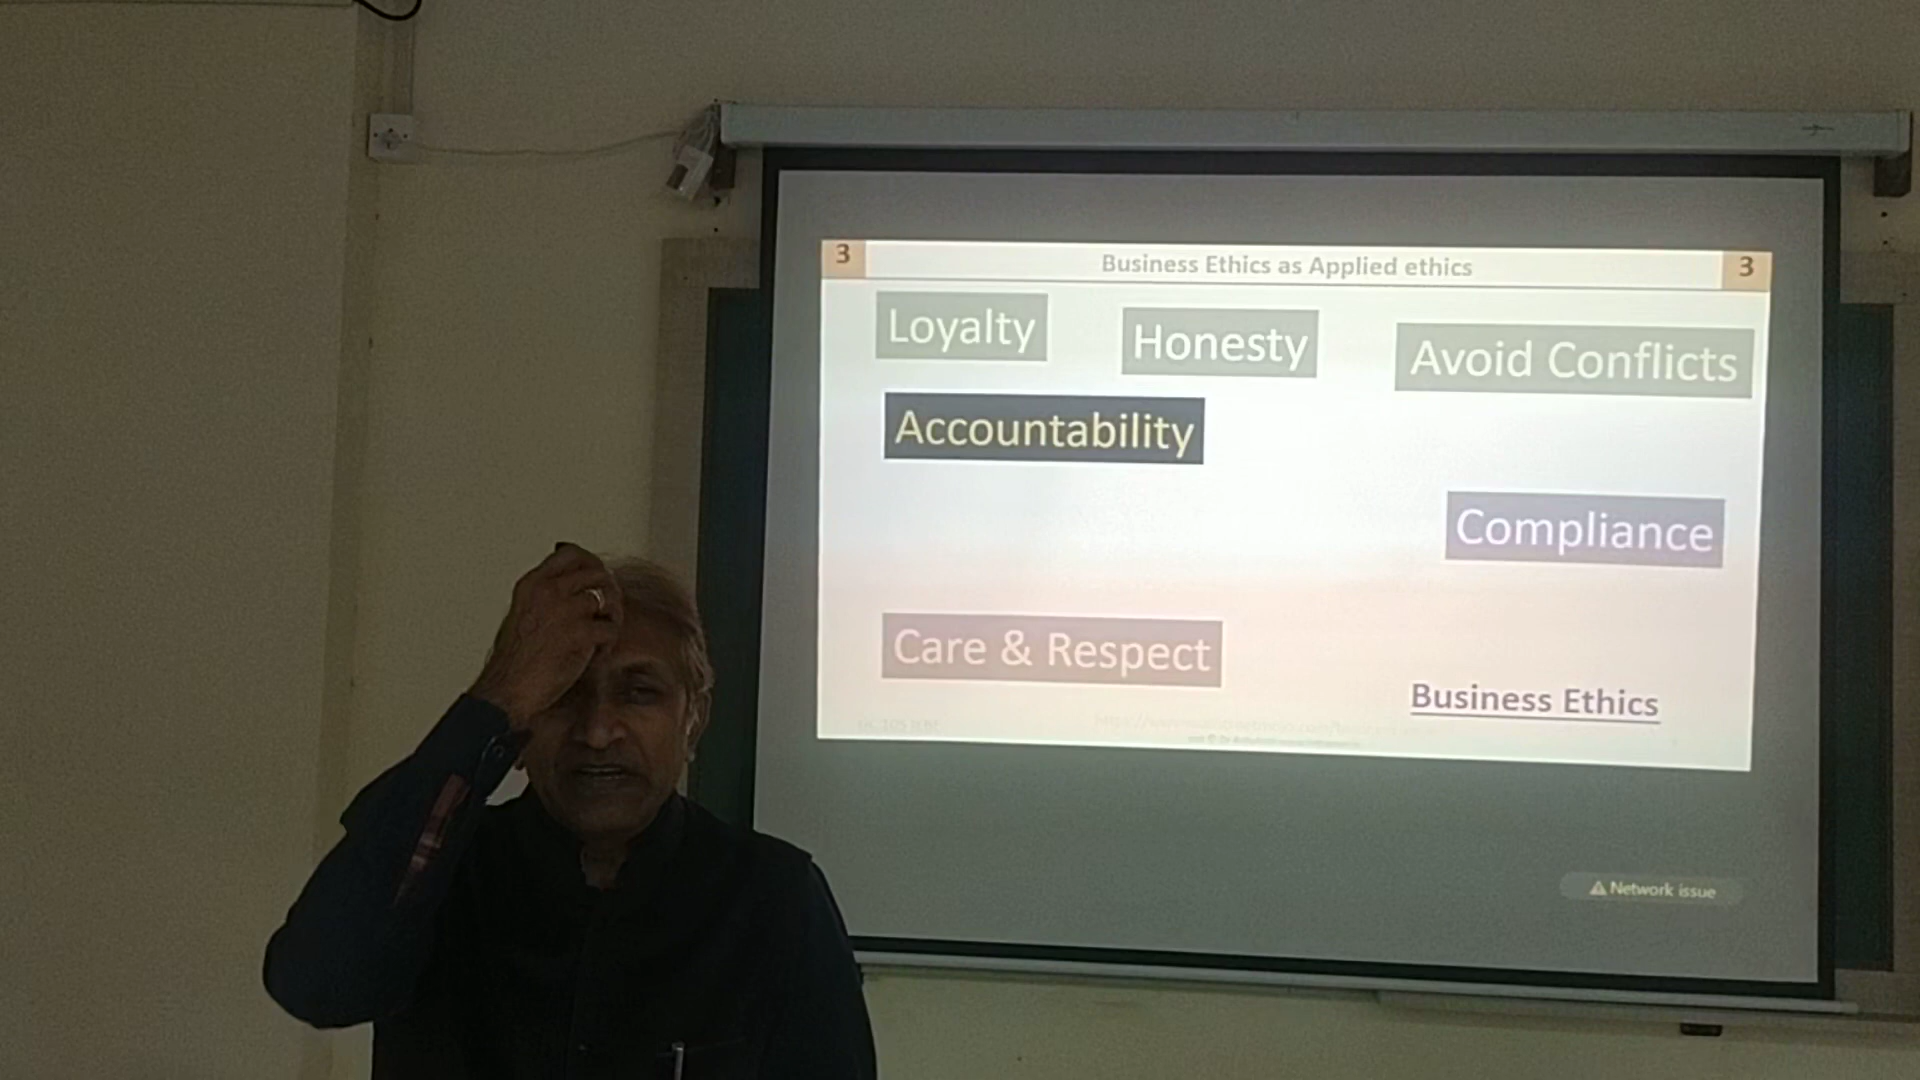 3 Business Ethics as Applied ethics 3
Loyalty Honesty Avoid Conflicts
Accountability
Compliance
Care & Respect
Business Ethics
Network issue